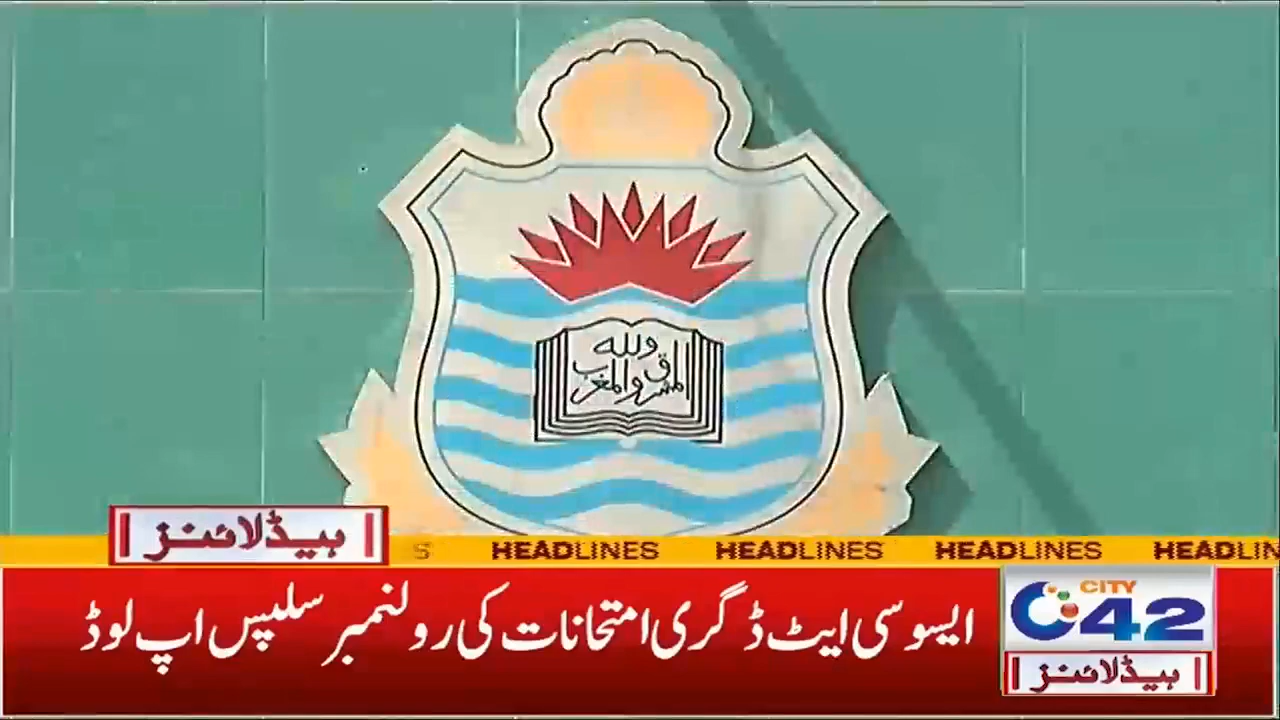 وللہ
المشرق والمغرب
ہیڈلائنز
S HEADLINES HEADLINES HEADLINES HEADLIN
ایسوسی ایٹ ڈگری امتحانات کی رولنمبر سلپس اپ لوڈ
CITY
42
ہیڈلائنز